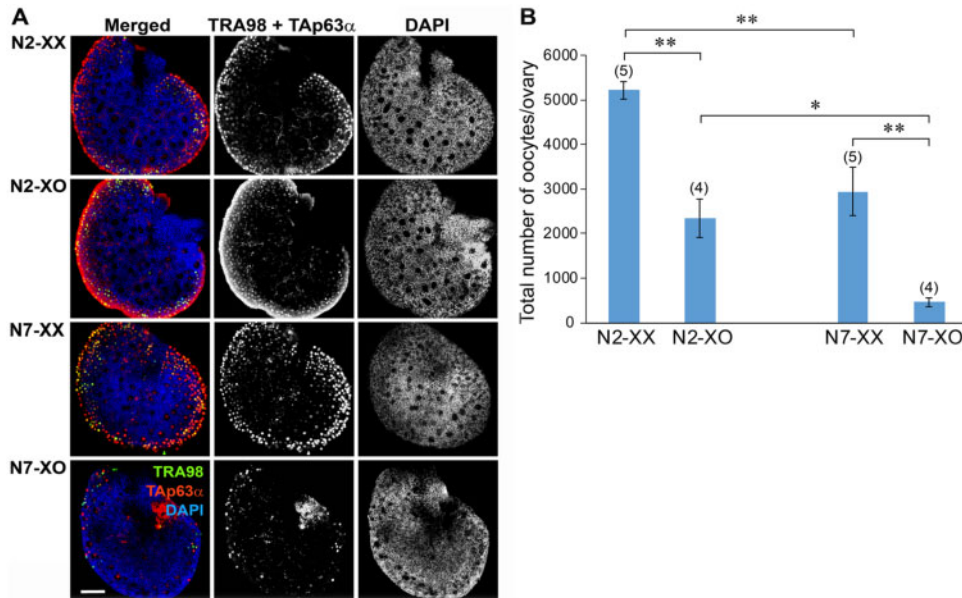 A
Merged
TRA98 + TAp63α
DAPI
N2-XX
N2-XO
N7-XX
N7-XO
TRA98
TAp63α
DAPI
B
Total number of oocytes/ovary
6000
5000
4000
3000
2000
1000
0
**
**
*
**
(5)
(4)
(5)
(4)
N2-XX N2-XO N7-XX N7-XO